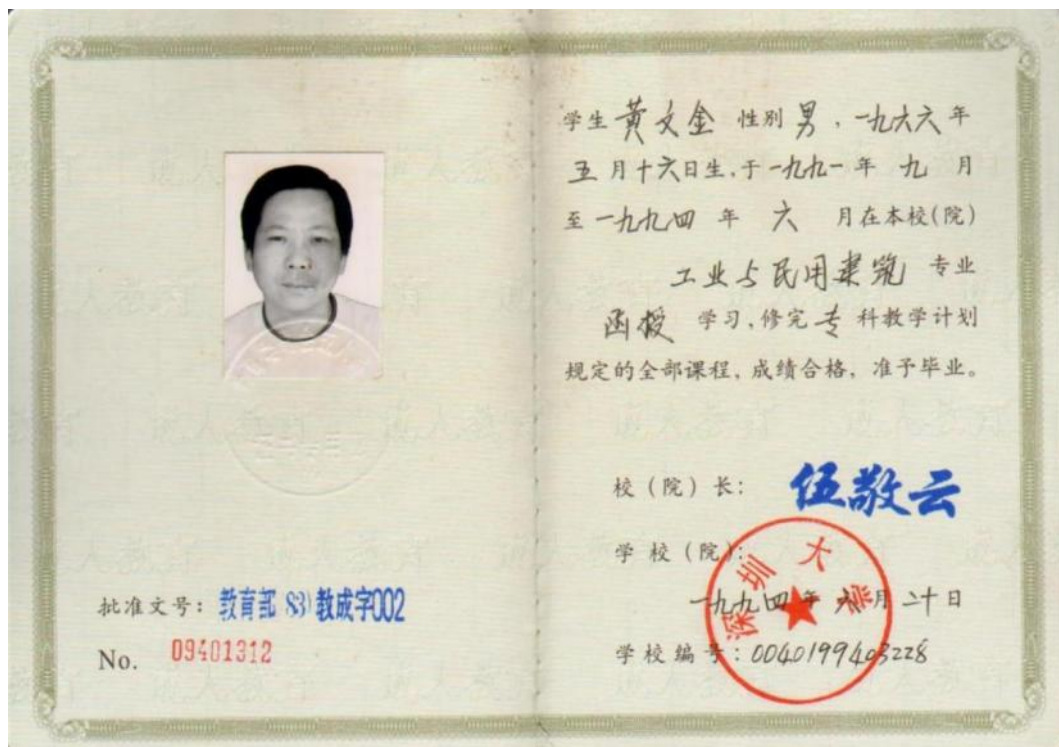 批准文号：教育部 83）教成字002
No. 09401312
学生 黄文金 性别 男，一九六六年
五月十六日生，于一九九一年 九 月
至一九九四 年 六 月在本校（院）
工业与民用建筑 专业
函授 学习，修完 专 科教学计划
规定的全部课程，成绩合格，准予毕业。
校（院）长： 伍敬云
学校（院）：
深圳大学
一九九四年 六月 二十日
学校编号：0040199403228